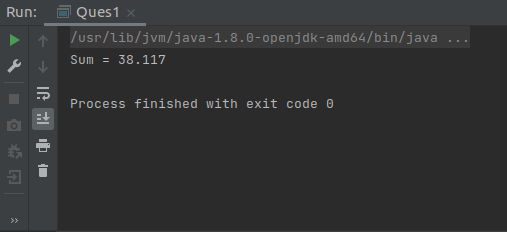 Run: Ques1 ×
/usr/lib/jvm/java-1.8.0-openjdk-amd64/bin/java ...
Sum = 38.117
Process finished with exit code 0
>>